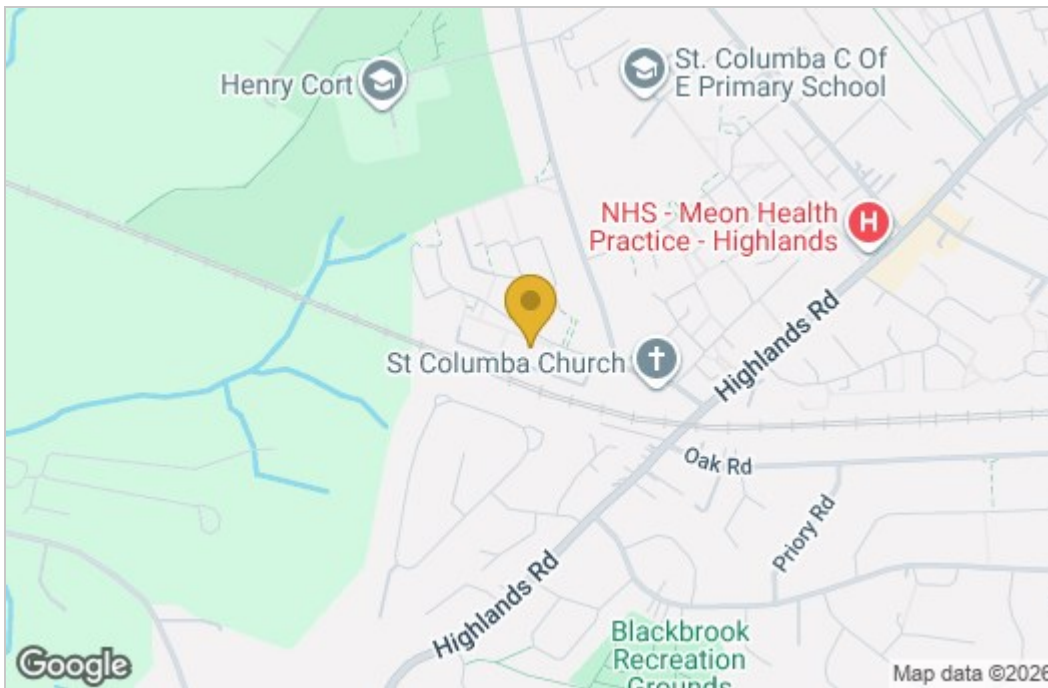 Henry Cort
St. Columba C Of
E Primary School
NHS - Meon Health
Practice - Highlands
H
Highlands Rd
St Columba Church
Oak Rd
Priory Rd
Highlands Rd
Blackbrook
Recreation
Grounds
Google
Map data ©2026